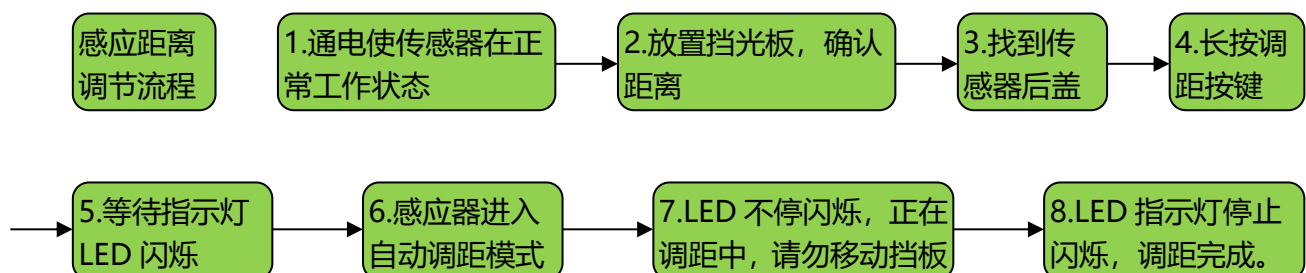 感应距离
调节流程
1.通电使传感器在正
常工作状态
2.放置挡光板，确认
距离
3.找到传
感器后盖
4.长按调
距按键
5.等待指示灯
LED 闪烁
6.感应器进入
自动调距模式
7.LED 不停闪烁，正在
调距中，请勿移动挡板
8.LED 指示灯停止
闪烁，调距完成。